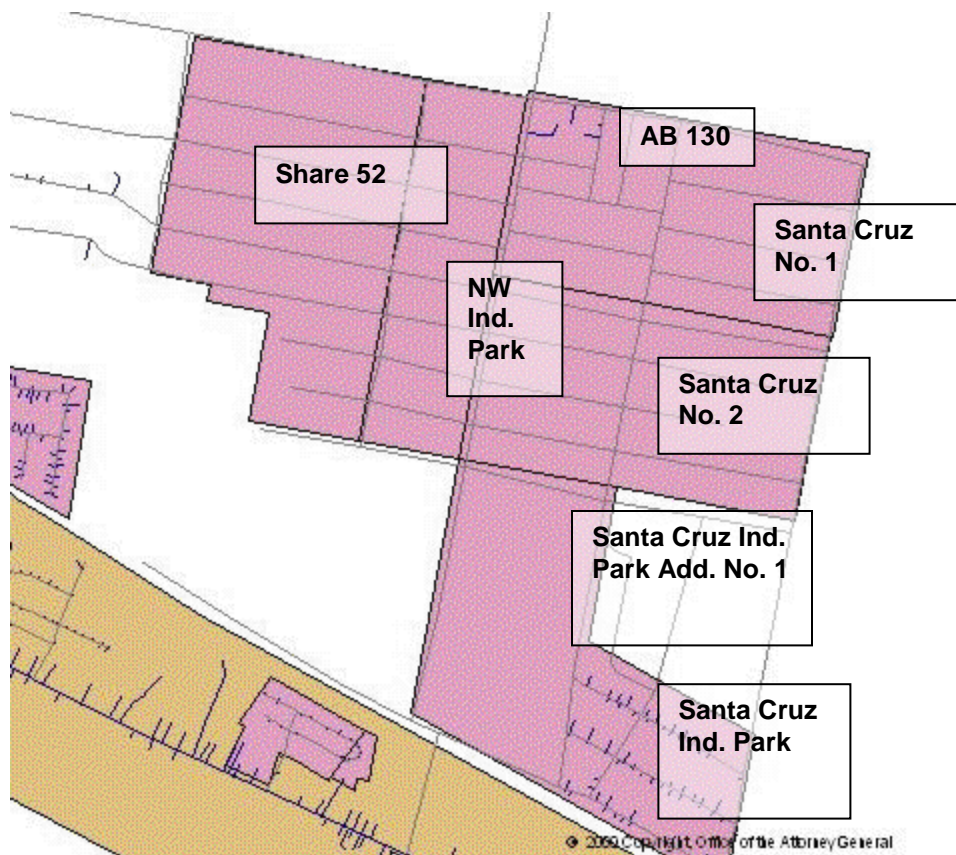 AB 130
Share 52
Santa Cruz
No. 1
NW
Ind.
Park
Santa Cruz
No. 2
Santa Cruz Ind.
Park Add. No. 1
Santa Cruz
Ind. Park
Copyright, Office of the Attorney General